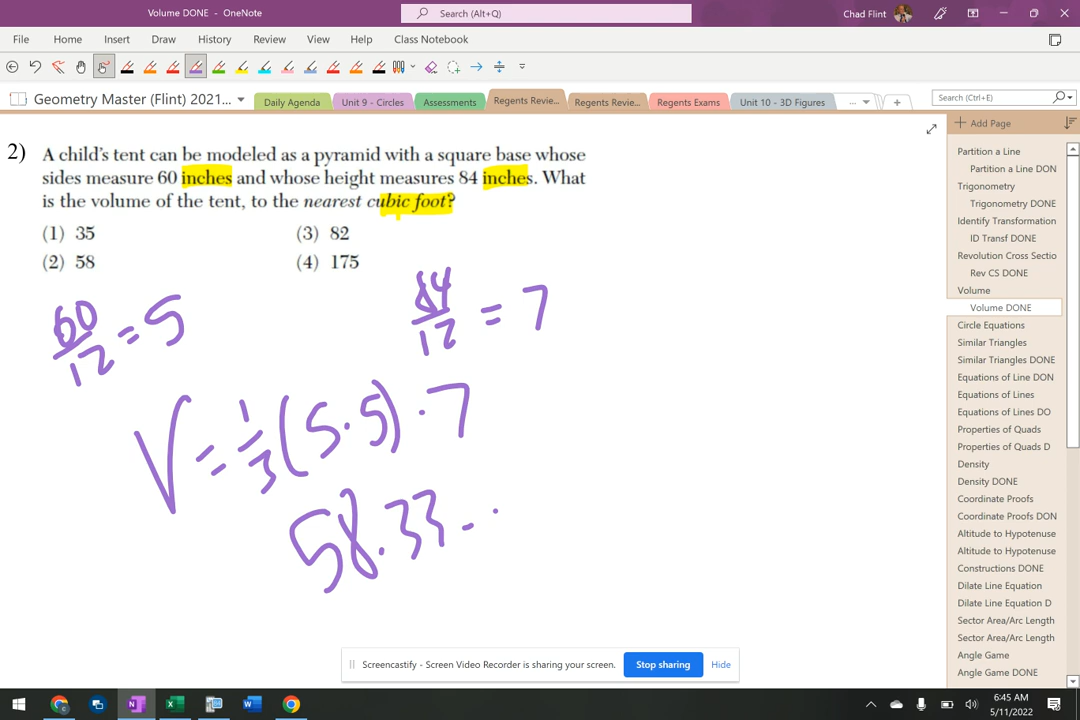 Volume DONE - OneNote
Search (Alt+Q)
Chad Flint
File Home Insert Draw History Review View Help Class Notebook
Geometry Master (Flint) 2021...
Daily Agenda
Unit 9 - Circles
Assessments
Regents Revie...
Regents Revie...
Regents Exams
Unit 10 - 3D Figures
...
Search (Ctrl+E)
Add Page
2) A child's tent can be modeled as a pyramid with a square base whose
sides measure 60 inches and whose height measures 84 inches. What
is the volume of the tent, to the nearest cubic foot?
(1) 35 (3) 82
(2) 58 (4) 175
60/12 = 5 84/12 = 7
V = 1/3 (5·5) · 7
58.33...
Partition a Line
Partition a Line DON
Trigonometry
Trigonometry DONE
Identify Transformation
ID Transf DONE
Revolution Cross Sectio
Rev CS DONE
Volume
Volume DONE
Circle Equations
Similar Triangles
Similar Triangles DONE
Equations of Line DON
Equations of Lines
Equations of Lines DO
Properties of Quads
Properties of Quads D
Density
Density DONE
Coordinate Proofs
Coordinate Proofs DON
Altitude to Hypotenuse
Altitude to Hypotenuse
Constructions DONE
Dilate Line Equation
Dilate Line Equation D
Sector Area/Arc Length
Sector Area/Arc Length
Angle Game
Angle Game DONE
Screencastify - Screen Video Recorder is sharing your screen.
Stop sharing
Hide
6:45 AM
5/11/2022